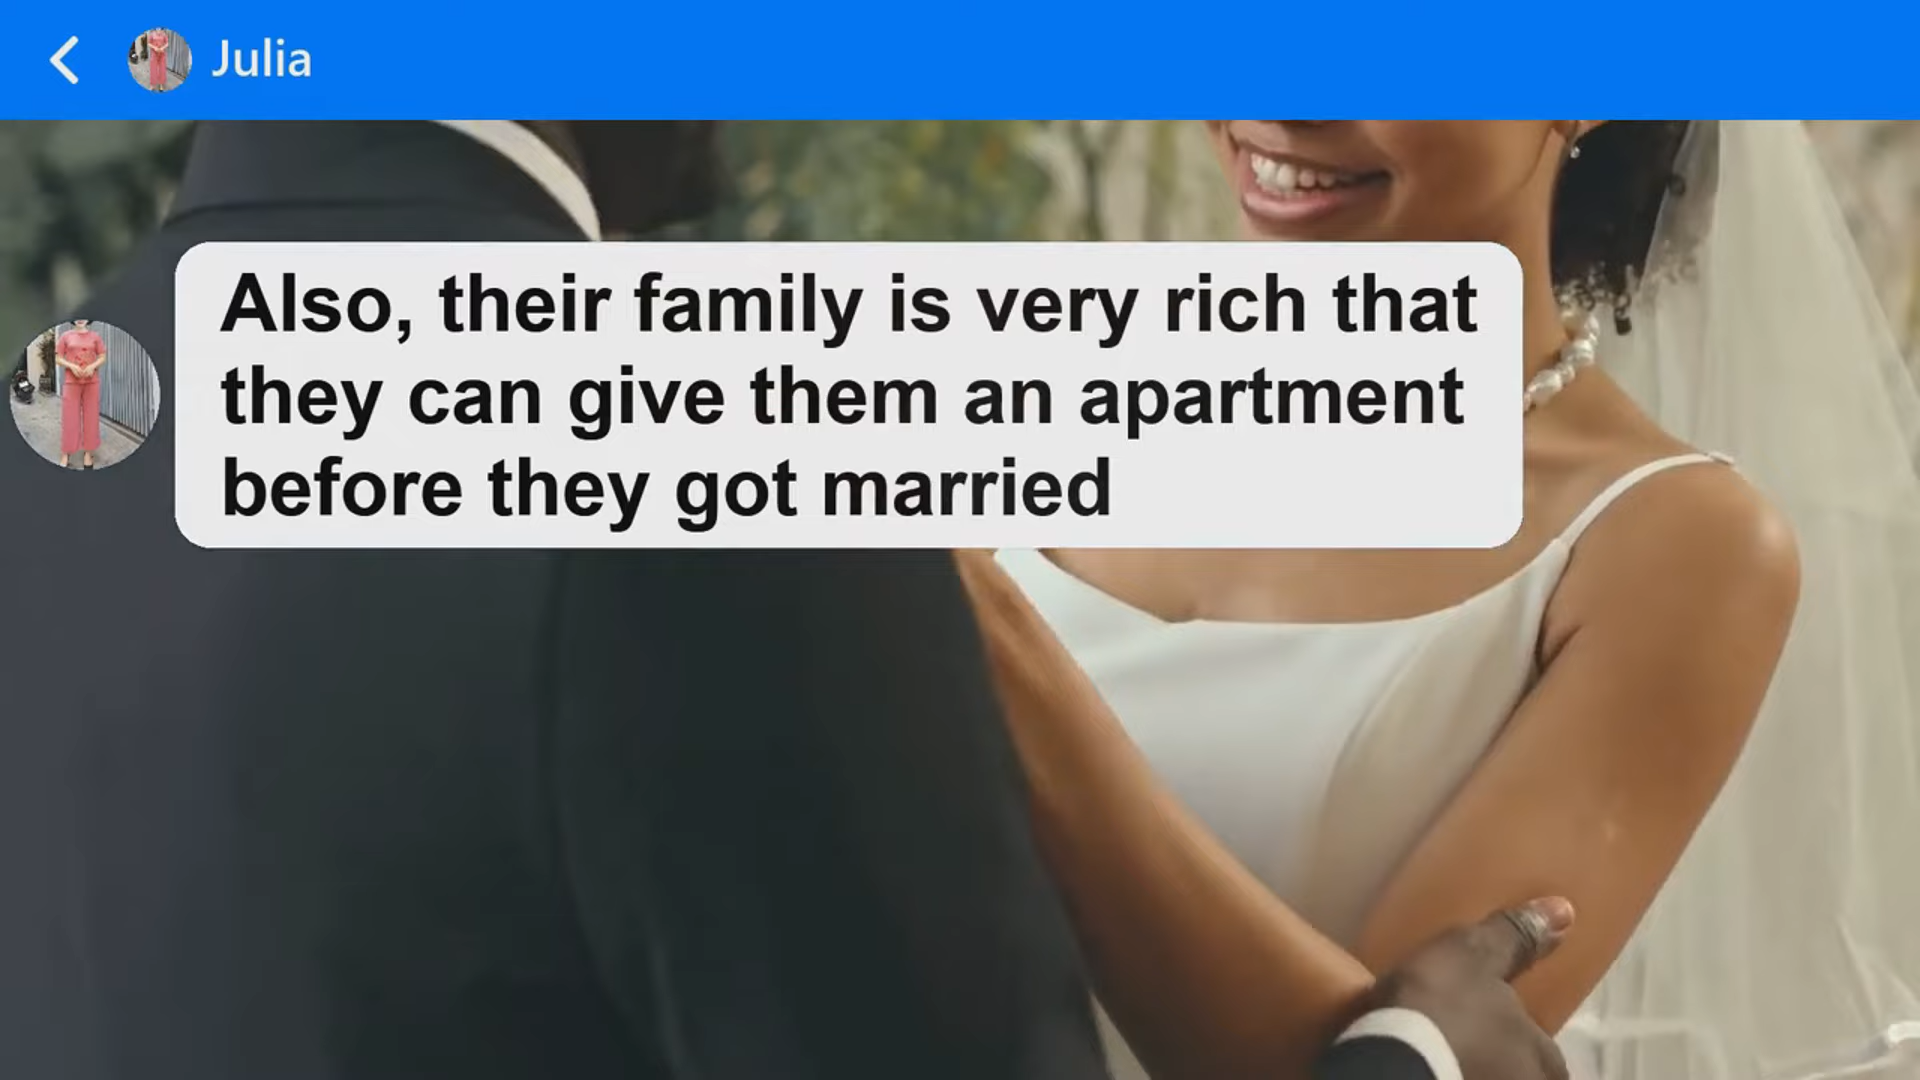 Julia
Also, their family is very rich that
they can give them an apartment
before they got married